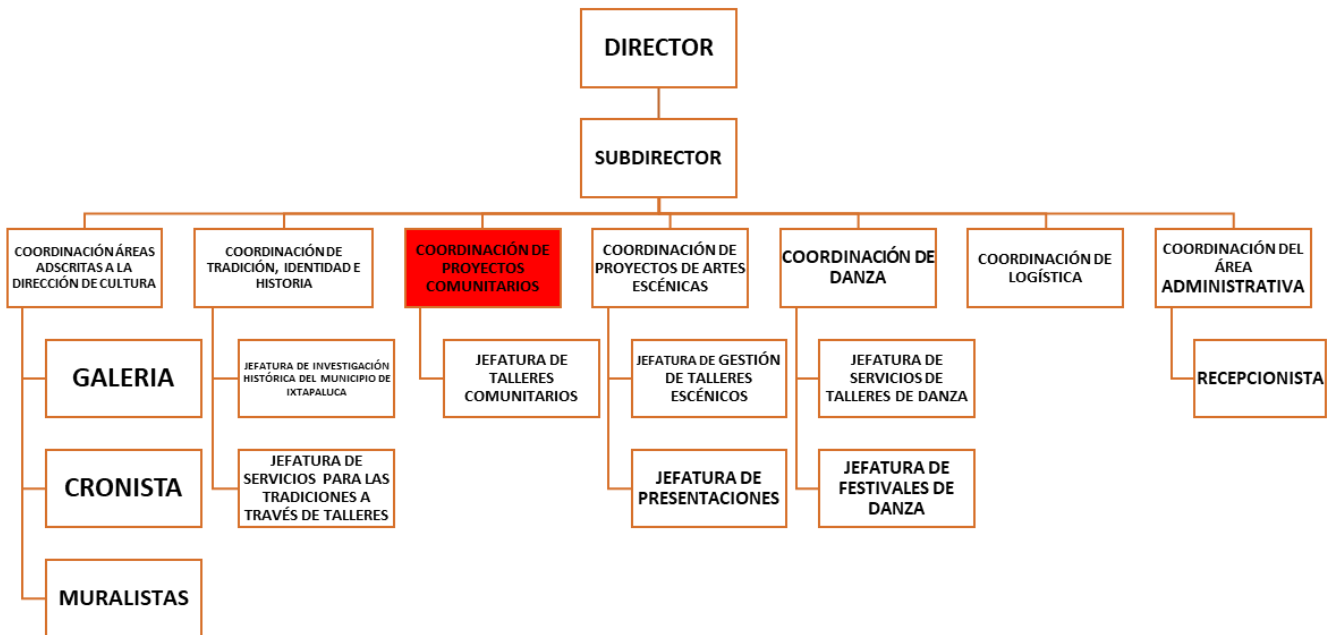 DIRECTOR
SUBDIRECTOR
COORDINACIÓN ÁREAS
ADSCRITAS A LA
DIRECCIÓN DE CULTURA
COORDINACIÓN DE
TRADICIÓN, IDENTIDAD E
HISTORIA
COORDINACIÓN DE
PROYECTOS
COMUNITARIOS
COORDINACIÓN DE
PROYECTOS DE ARTES
ESCÉNICAS
COORDINACIÓN DE
DANZA
COORDINACIÓN DE
LOGÍSTICA
COORDINACIÓN DEL
ÁREA
ADMINISTRATIVA
GALERIA
JEFATURA DE INVESTIGACIÓN
HISTÓRICA DEL MUNICIPIO DE
IXTAPALUCA
JEFATURA DE
TALLERES
COMUNITARIOS
JEFATURA DE GESTIÓN
DE TALLERES
ESCÉNICOS
JEFATURA DE
SERVICIOS DE
TALLERES DE DANZA
RECEPCIONISTA
CRONISTA
JEFATURA DE
SERVICIOS PARA LAS
TRADICIONES A
TRAVÉS DE TALLERES
JEFATURA DE
PRESENTACIONES
JEFATURA DE
FESTIVALES DE
DANZA
MURALISTAS